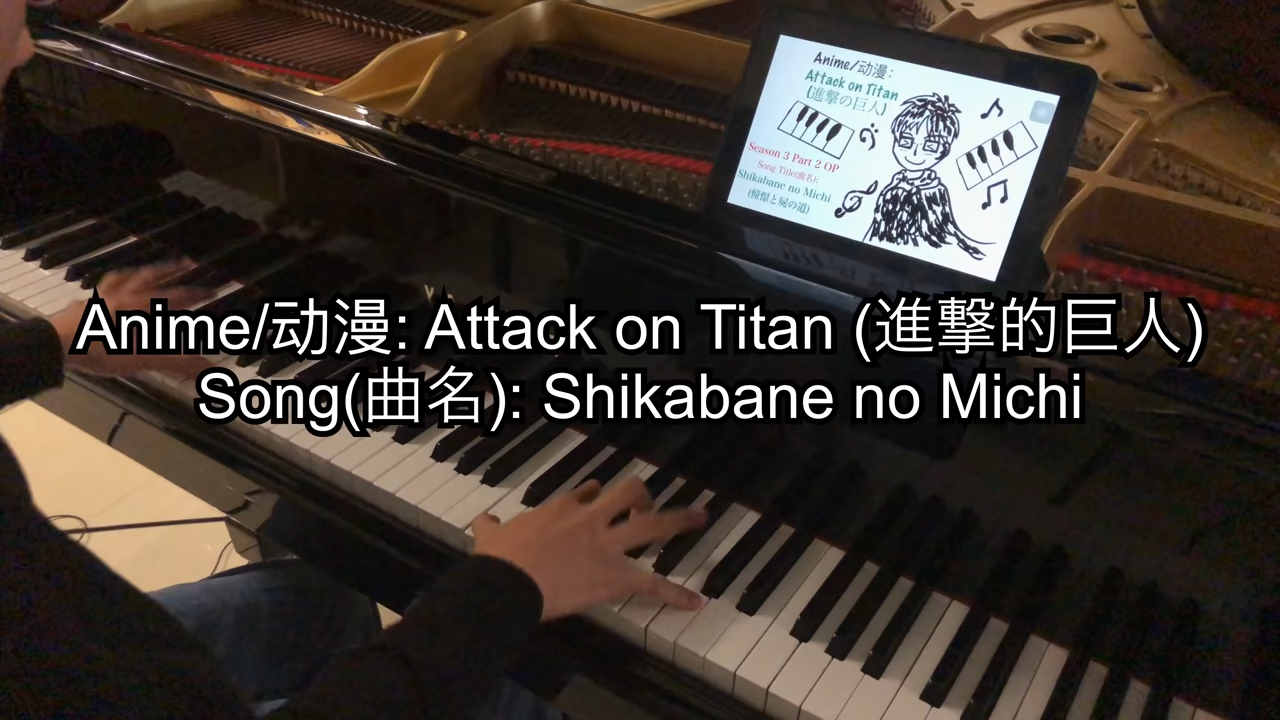 Anime/动漫:
Attack on Titan
(進撃の巨人)
Season 3 Part 2 OP
Song Title(曲名):
Shikabane no Michi
(憧憬と屍の道)
Anime/动漫: Attack on Titan (進撃的巨人)
Song(曲名): Shikabane no Michi